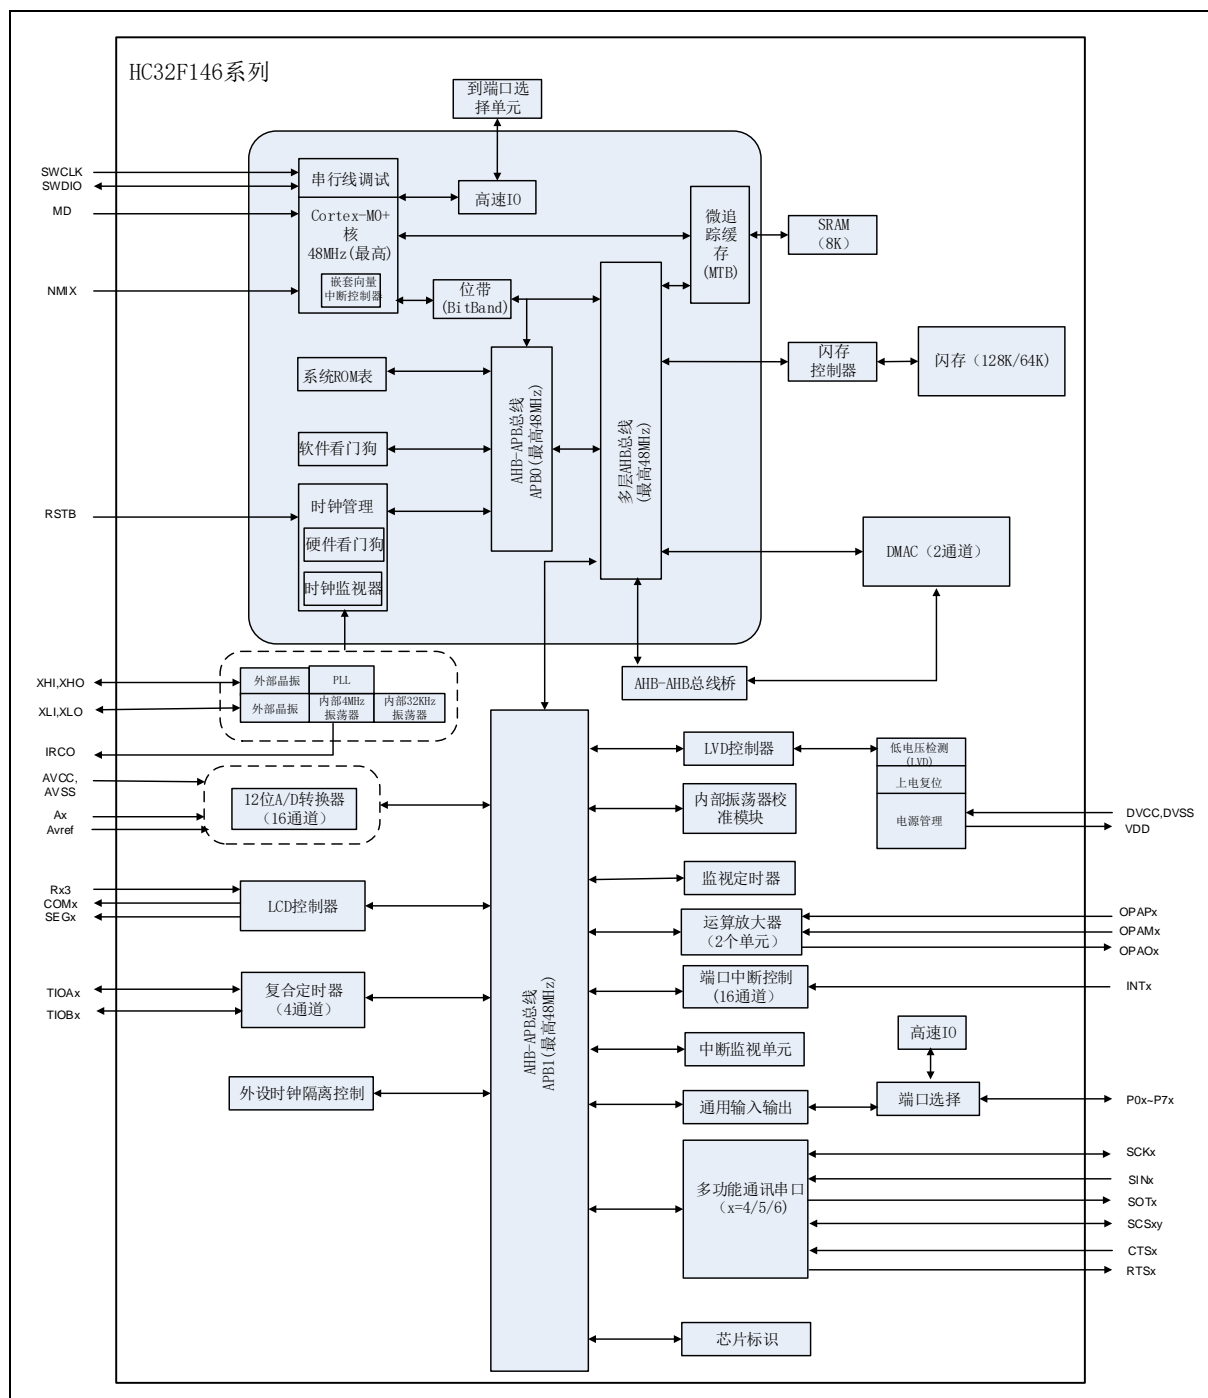 HC32F146系列
到端口选
择单元
SWCLK
SWDIO
MD
NMIX
串行线调试
Cortex-M0+
核
48MHz(最高)
嵌套向量
中断控制器
高速IO
微追
踪缓
存
(MTB)
SRAM
（8K）
位带
(BitBand)
系统ROM表
软件看门狗
AHB-APB总线
APB0(最高48MHz)
多层AHB总线
(最高48MHz)
闪存
控制器
闪存（128K/64K)
RSTB
时钟管理
硬件看门狗
时钟监视器
DMAC（2通道）
AHB-AHB总线桥
XHI,XHO
外部晶振
PLL
XLI,XLO
外部晶振
内部4MHz
振荡器
内部32KHz
振荡器
IRCO
AVCC,
AVSS
Ax
Avref
12位A/D转换器
（16通道）
LVD控制器
低电压检测
(LVD)
上电复位
电源管理
DVCC,DVSS
VDD
内部振荡器校
准模块
监视定时器
Rx3
COMx
SEGx
LCD控制器
运算放大器
（2个单元）
OPAPx
OPAMx
OPAOx
TIOAx
TIOBx
复合定时器
（4通道）
AHB-APB总线
APB1(最高48MHz)
端口中断控制
(16通道）
INTx
中断监视单元
高速IO
外设时钟隔离控制
通用输入输出
端口选择
P0x~P7x
多功能通讯串口
（x=4/5/6)
SCKx
SINx
SOTx
SCSxy
CTSx
RTSx
芯片标识